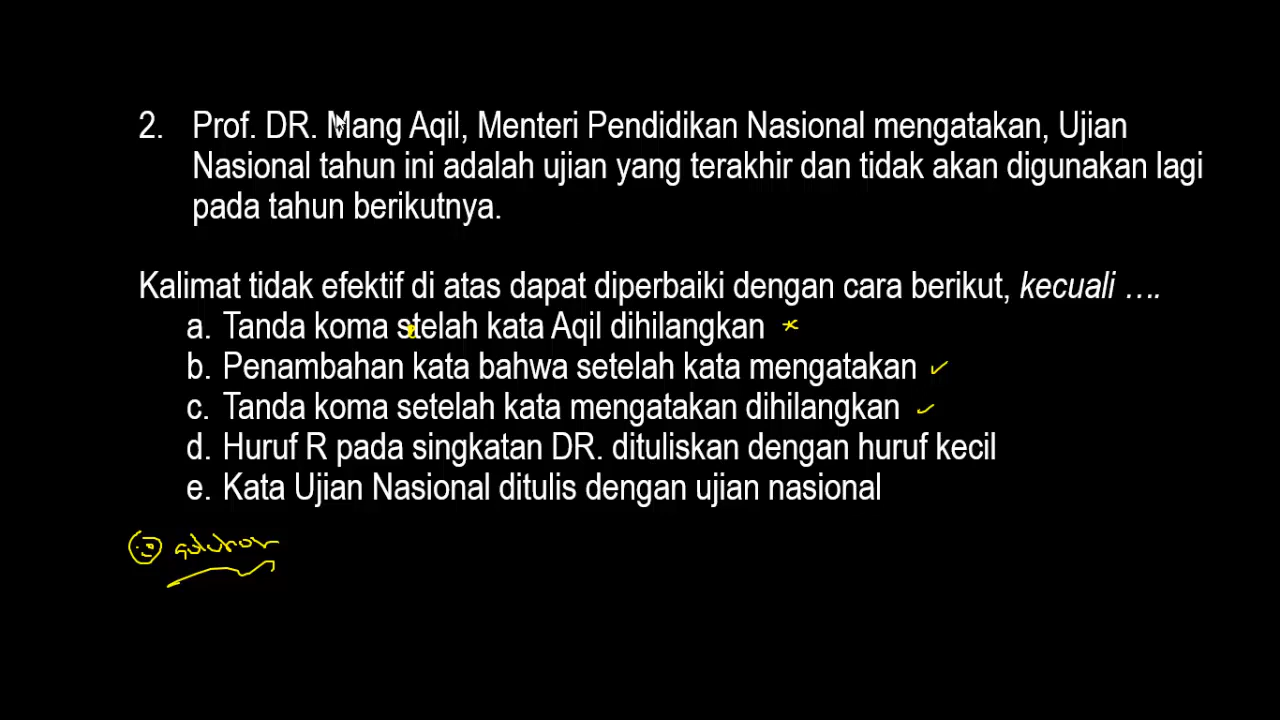 2. Prof. DR. Mang Aqil, Menteri Pendidikan Nasional mengatakan, Ujian
Nasional tahun ini adalah ujian yang terakhir dan tidak akan digunakan lagi
pada tahun berikutnya.
Kalimat tidak efektif di atas dapat diperbaiki dengan cara berikut, kecuali ….
a. Tanda koma setelah kata Aqil dihilangkan
b. Penambahan kata bahwa setelah kata mengatakan
c. Tanda koma setelah kata mengatakan dihilangkan
d. Huruf R pada singkatan DR. dituliskan dengan huruf kecil
e. Kata Ujian Nasional ditulis dengan ujian nasional